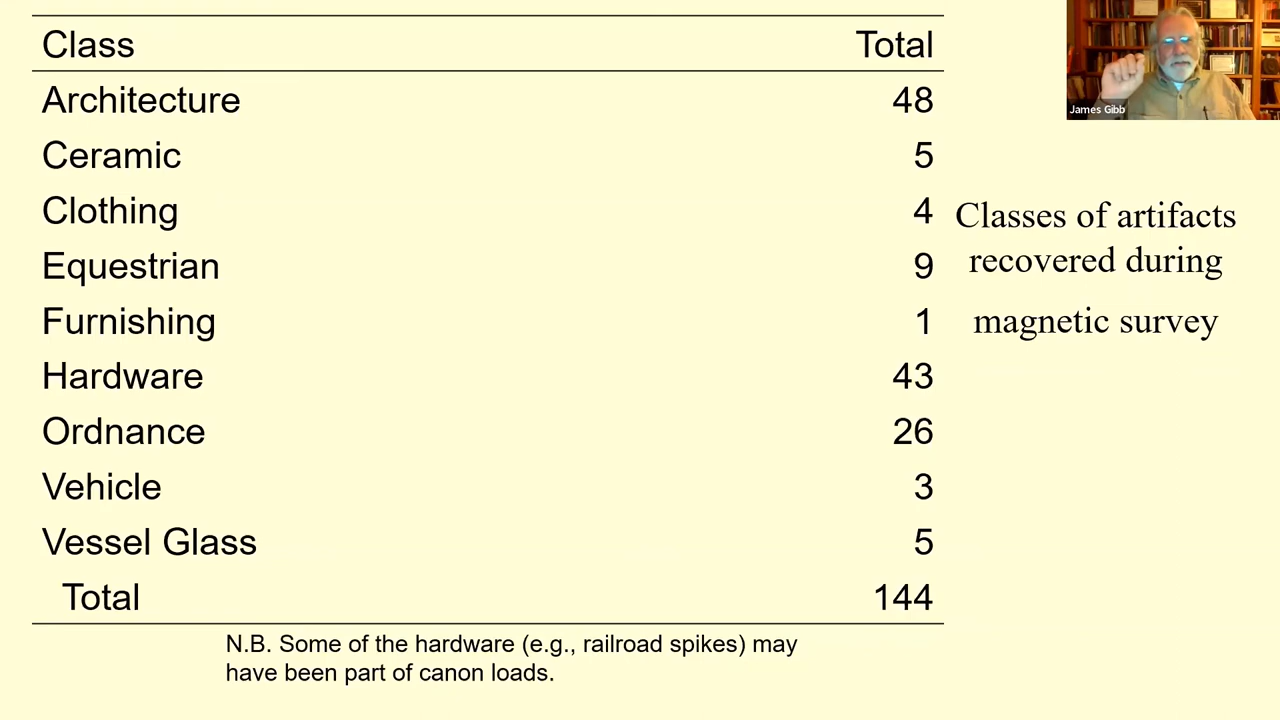 Class Total
Architecture 48
Ceramic 5
Clothing 4
Equestrian 9
Furnishing 1
Hardware 43
Ordnance 26
Vehicle 3
Vessel Glass 5
Total 144
N.B. Some of the hardware (e.g., railroad spikes) may
have been part of canon loads.
Classes of artifacts
recovered during
magnetic survey
James Gibb